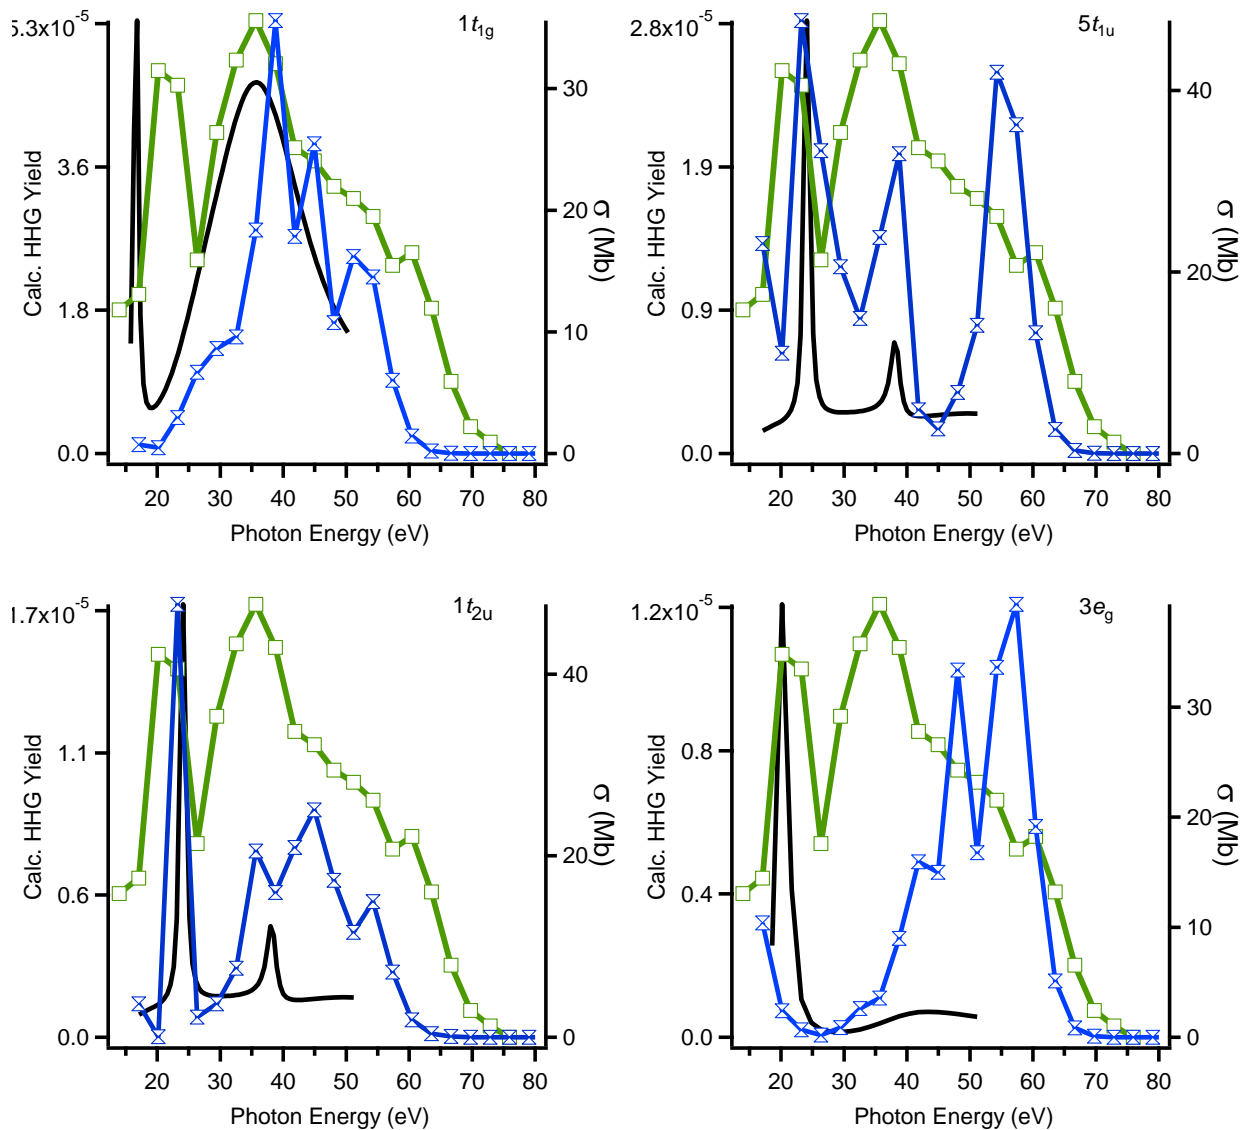 5.3x10⁻⁵
3.6
1.8
0.0
Calc. HHG Yield
1t₁g
30
20
10
0
σ (Mb)
20 30 40 50 60 70 80
Photon Energy (eV)
2.8x10⁻⁵
1.9
0.9
0.0
Calc. HHG Yield
5t₁u
40
20
0
σ (Mb)
20 30 40 50 60 70 80
Photon Energy (eV)
1.7x10⁻⁵
1.1
0.6
0.0
Calc. HHG Yield
1t₂u
40
20
0
σ (Mb)
20 30 40 50 60 70 80
Photon Energy (eV)
1.2x10⁻⁵
0.8
0.4
0.0
Calc. HHG Yield
3eg
30
20
10
0
σ (Mb)
20 30 40 50 60 70 80
Photon Energy (eV)